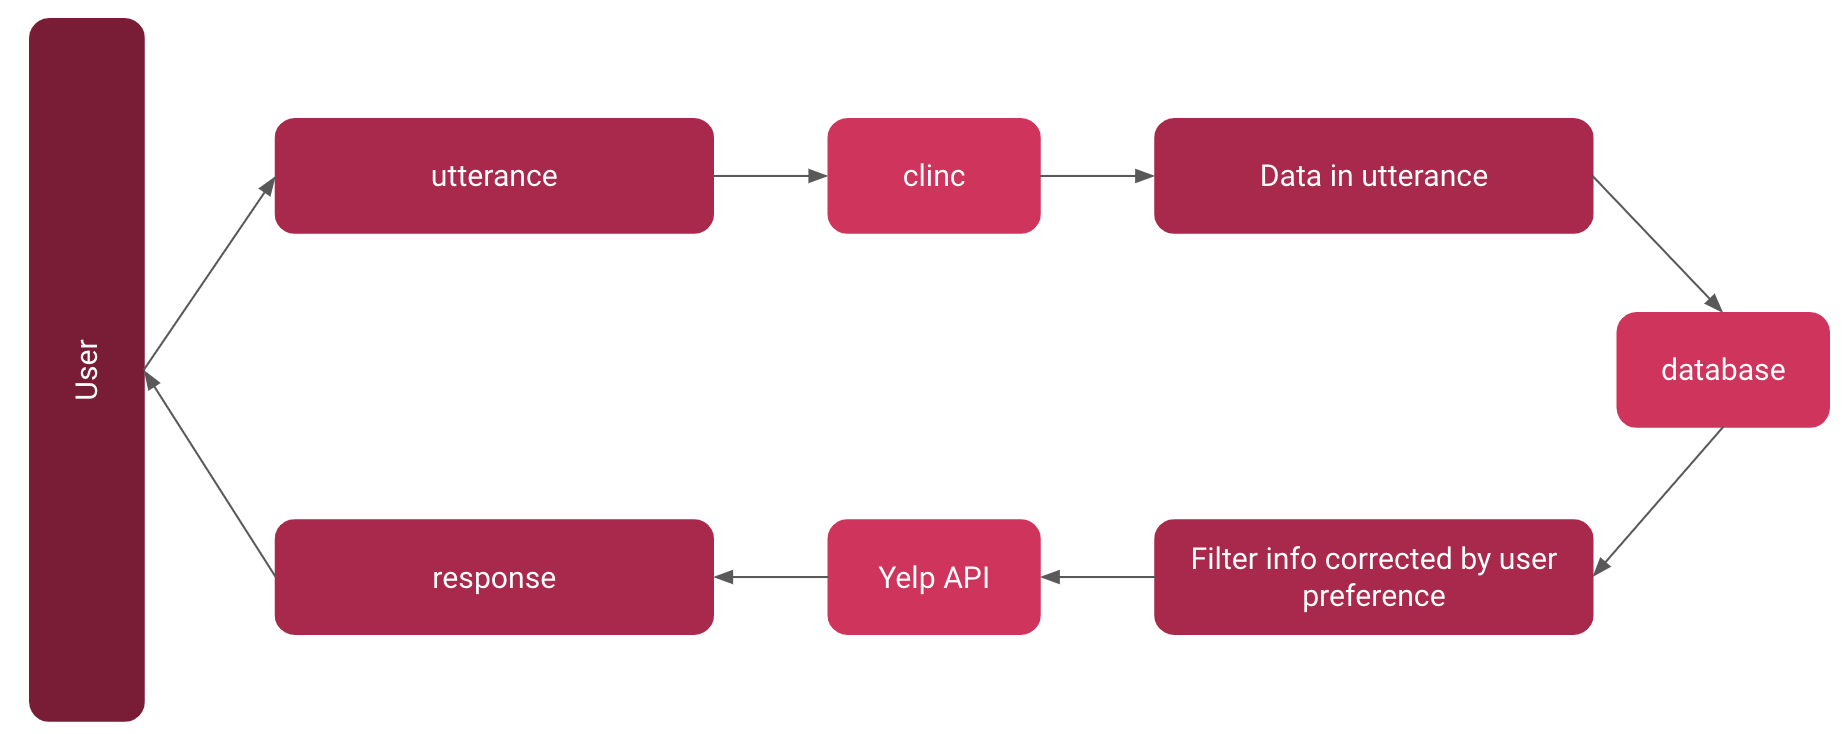 User
utterance
clinc
Data in utterance
database
Filter info corrected by user
preference
Yelp API
response